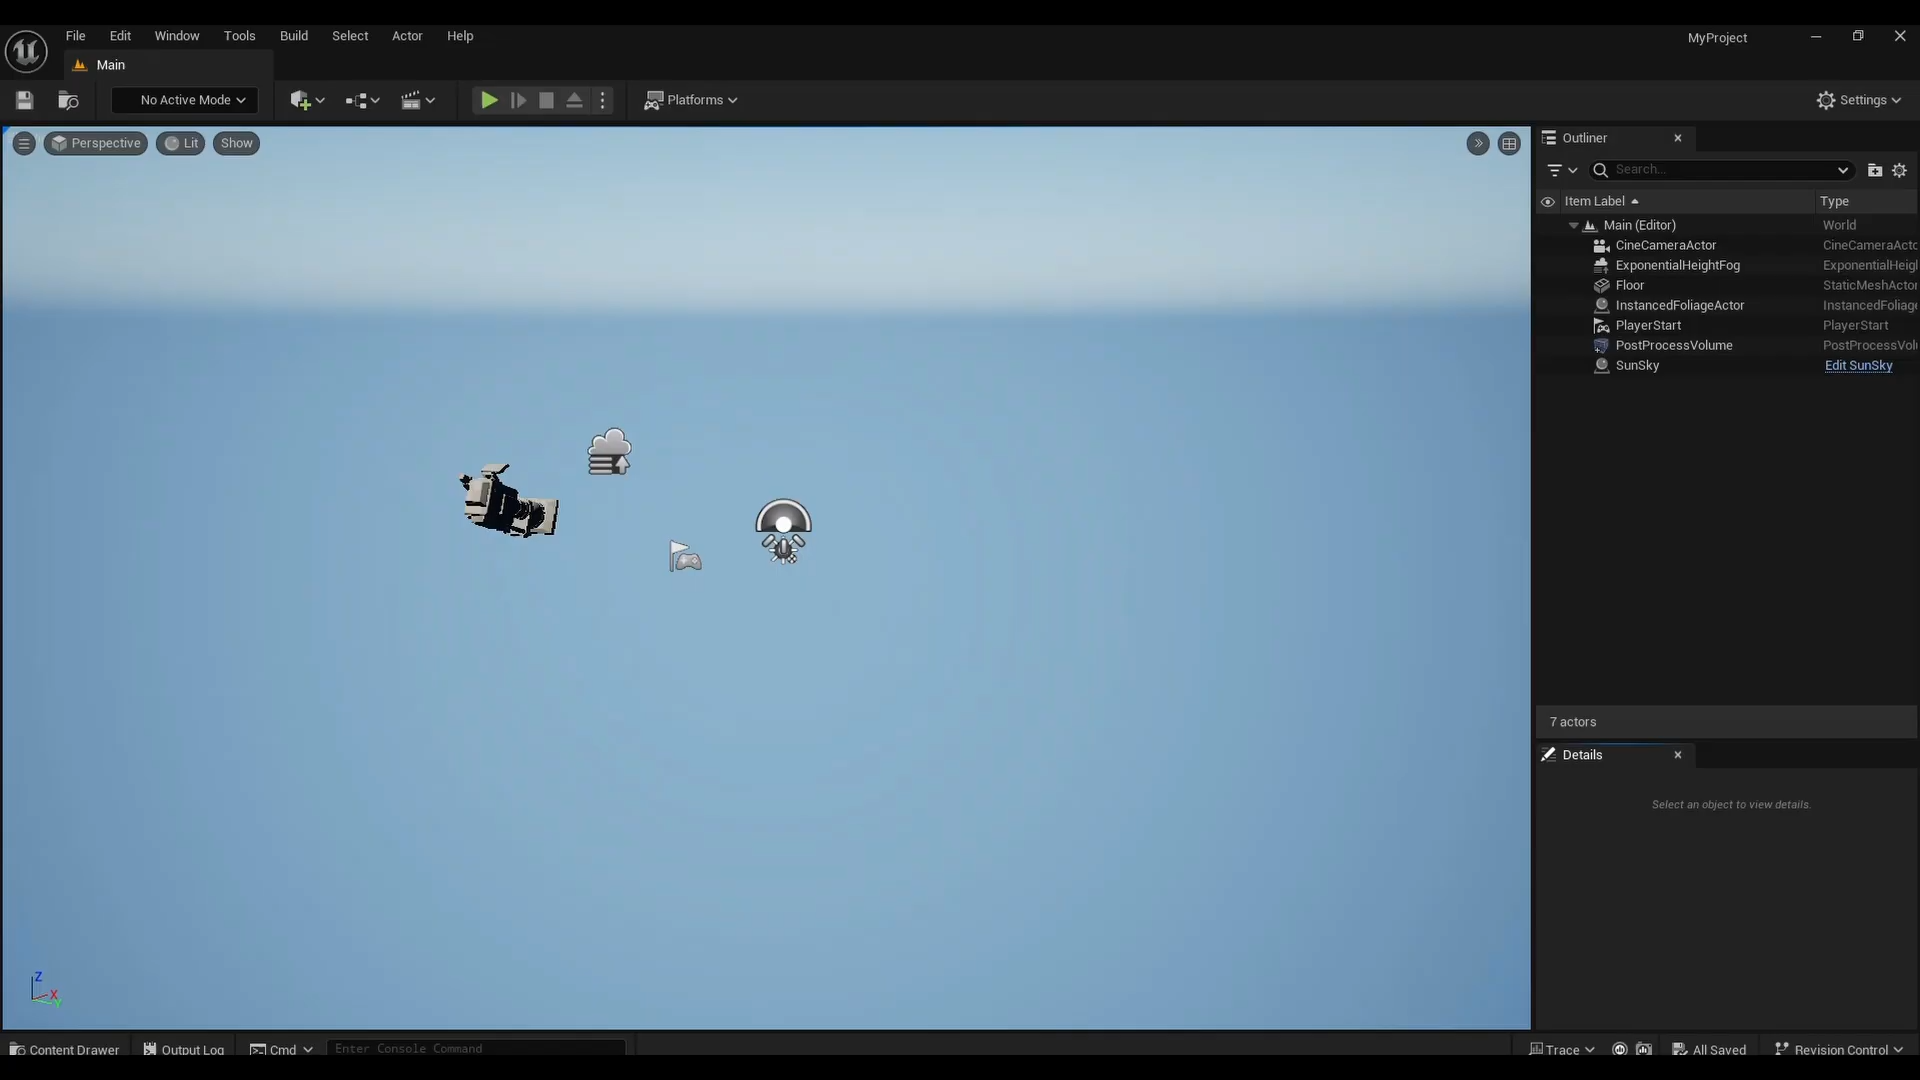 File Edit Window Tools Build Select Actor Help
MyProject
Main
No Active Mode
Platforms
Settings
Perspective Lit Show
Outliner
Search...
Item Label Type
Main (Editor) World
CineCameraActor CineCameraActo
ExponentialHeightFog ExponentialHeigl
Floor StaticMeshActor
InstancedFoliageActor InstancedFoliage
PlayerStart PlayerStart
PostProcessVolume PostProcessVolu
SunSky Edit SunSky
7 actors
Details
Select an object to view details.
Z
X
Y
Content Drawer Output Log Cmd Enter Console Command
Trace All Saved Revision Control